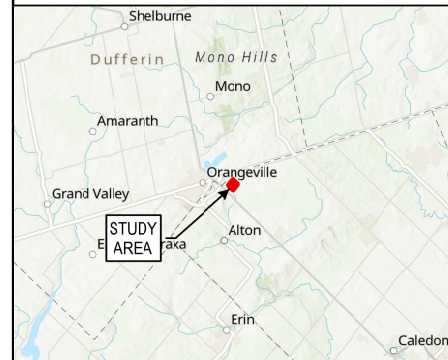 Shelburne
Dufferin
Mono Hills
Mono
Amaranth
Orangeville
Grand Valley
STUDY
AREA
Alton
Erin
Caledon